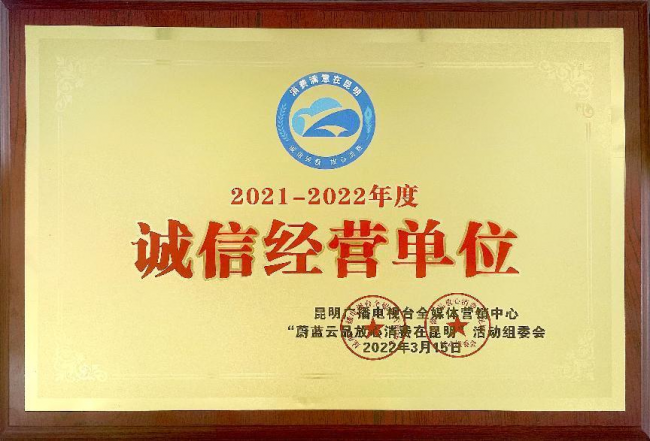 消费满意在昆明
2021-2022年度
诚信经营单位
昆明广播电视台全媒体营销中心
“蔚蓝云品放心消费在昆明”活动组委会
2022年3月15日